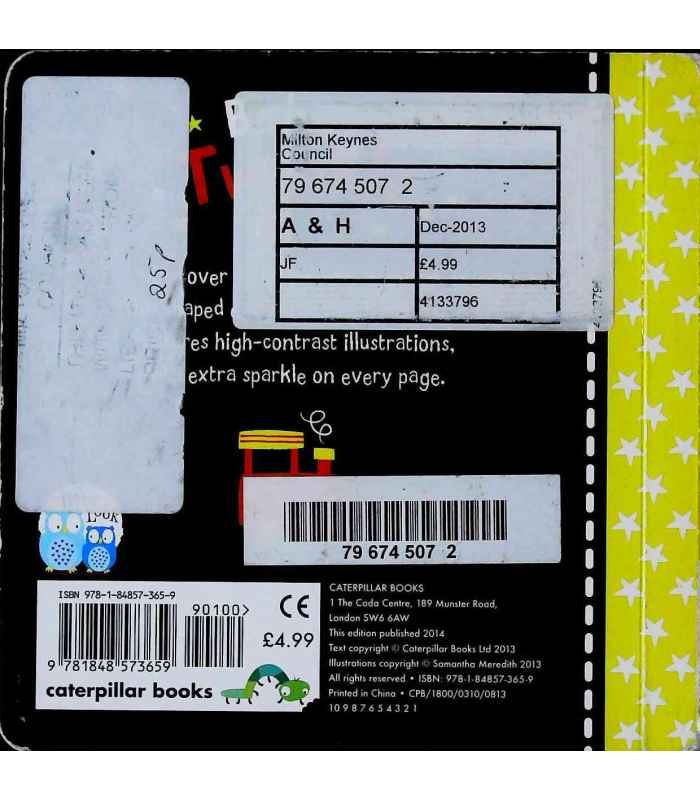 Milton Keynes
Council
79 674 507 2
A & H
Dec-2013
JF
£4.99
4133796
25p
over
aped
res high-contrast illustrations,
extra sparkle on every page.
79 674 507 2
Look
ISBN 978-1-84857-365-9
90100>
CE
£4.99
9 781848 573659
caterpillar books
CATERPILLAR BOOKS
1 The Coda Centre, 189 Munster Road,
London SW6 6AW
This edition published 2014
Text copyright © Caterpillar Books Ltd 2013
Illustrations copyright © Samantha Meredith 2013
All rights reserved • ISBN: 978-1-84857-365-9
Printed in China • CPB/1800/0310/0813
10 9 8 7 6 5 4 3 2 1